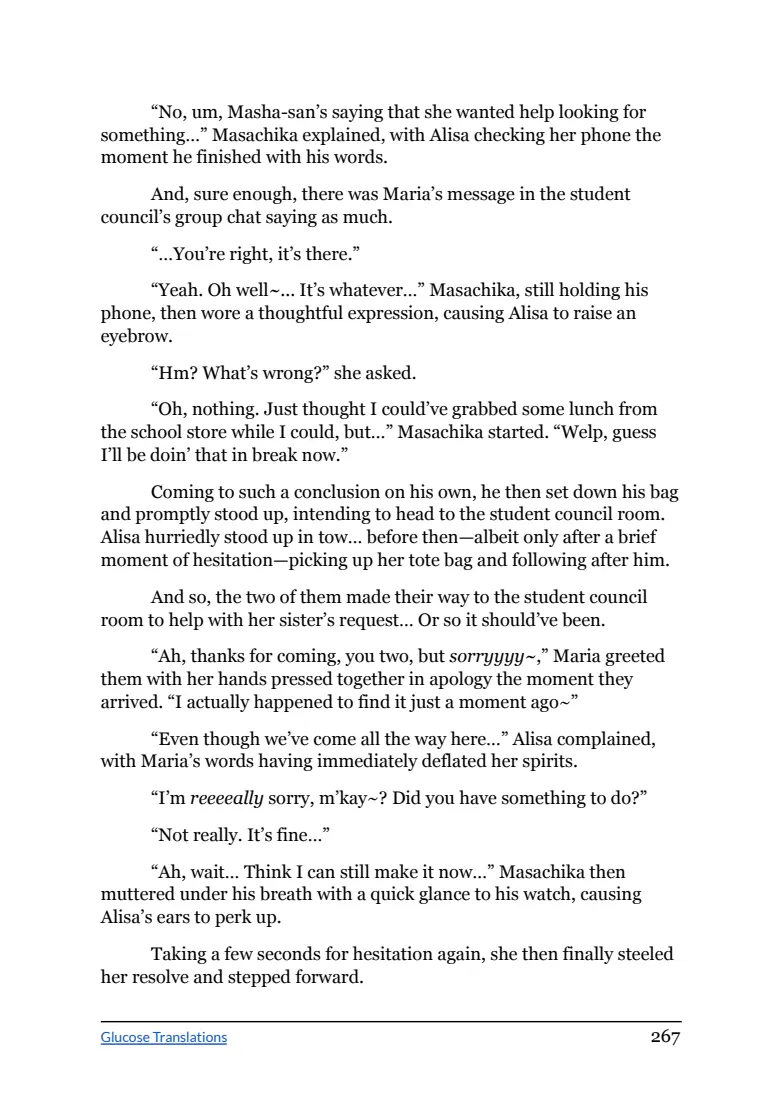 “No, um, Masha-san’s saying that she wanted help looking for
something...” Masachika explained, with Alisa checking her phone the
moment he finished with his words.
And, sure enough, there was Maria’s message in the student
council’s group chat saying as much.
“...You’re right, it’s there.”
“Yeah. Oh well~... It’s whatever...” Masachika, still holding his
phone, then wore a thoughtful expression, causing Alisa to raise an
eyebrow.
“Hm? What’s wrong?” she asked.
“Oh, nothing. Just thought I could’ve grabbed some lunch from
the school store while I could, but...” Masachika started. “Welp, guess
I’ll be doin’ that in break now.”
Coming to such a conclusion on his own, he then set down his bag
and promptly stood up, intending to head to the student council room.
Alisa hurriedly stood up in tow... before then—albeit only after a brief
moment of hesitation—picking up her tote bag and following after him.
And so, the two of them made their way to the student council
room to help with her sister’s request... Or so it should’ve been.
“Ah, thanks for coming, you two, but sorryyyy~,” Maria greeted
them with her hands pressed together in apology the moment they
arrived. “I actually happened to find it just a moment ago~”
“Even though we’ve come all the way here...” Alisa complained,
with Maria’s words having immediately deflated her spirits.
“I’m reeeeally sorry, m’kay~? Did you have something to do?”
“Not really. It’s fine...”
“Ah, wait... Think I can still make it now...” Masachika then
muttered under his breath with a quick glance to his watch, causing
Alisa’s ears to perk up.
Taking a few seconds for hesitation again, she then finally steeled
her resolve and stepped forward.
Glucose Translations 267